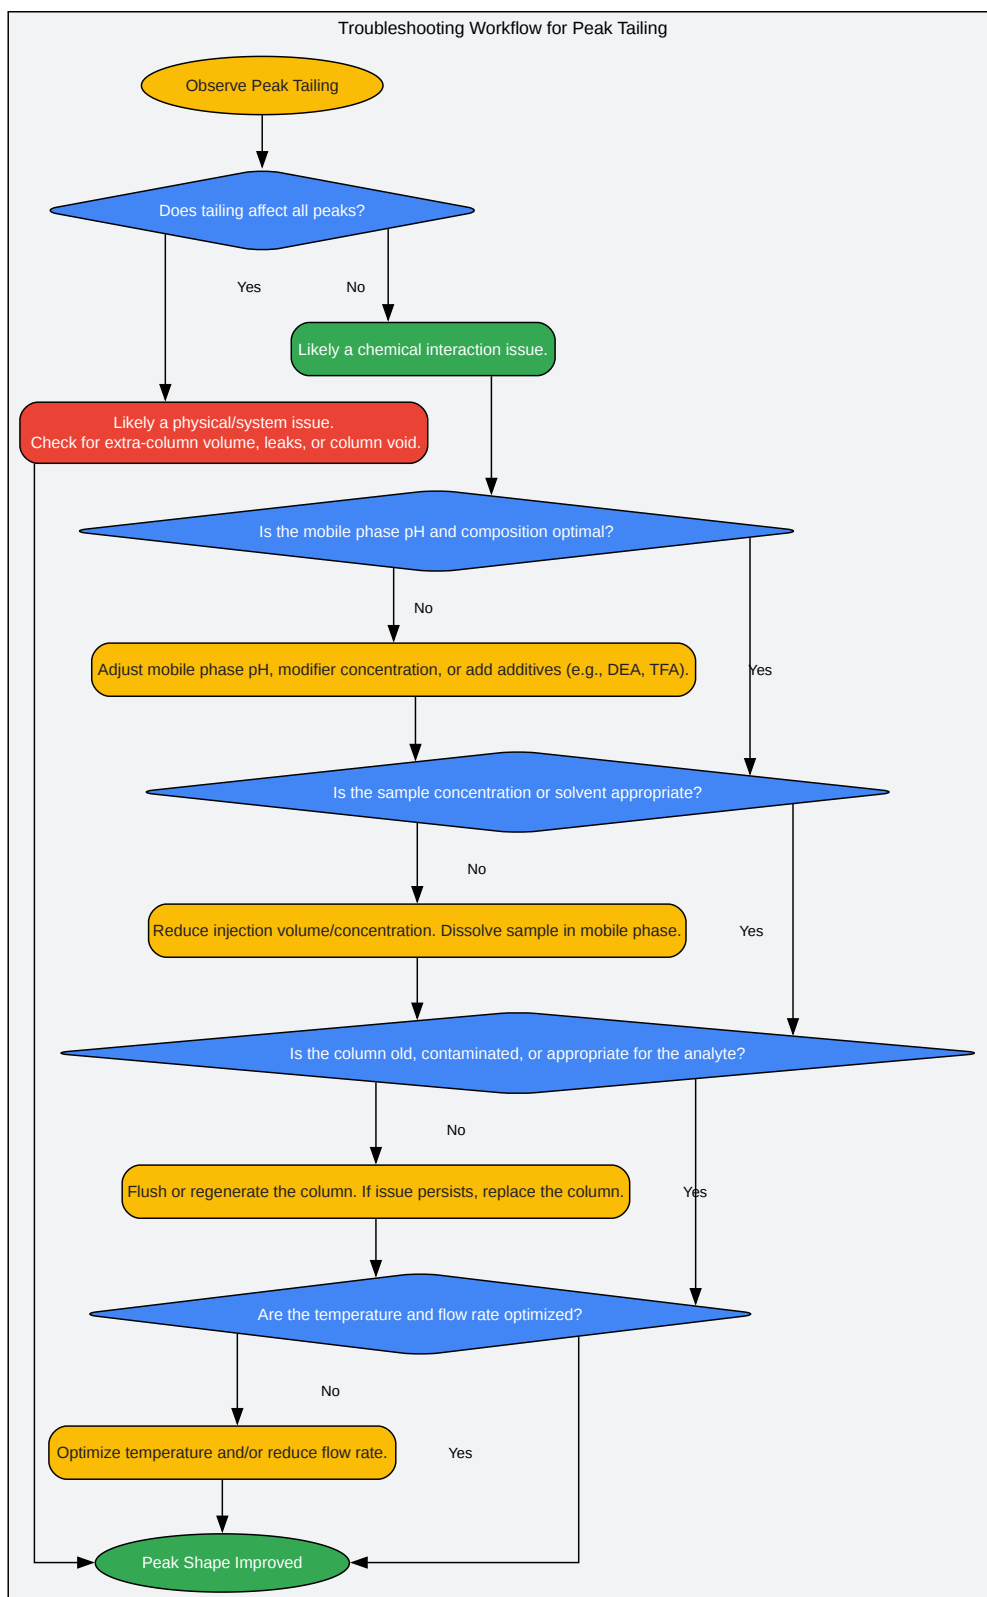 Troubleshooting Workflow for Peak Tailing
Observe Peak Tailing
Does tailing affect all peaks?
Yes
No
Likely a chemical interaction issue.
Likely a physical/system issue.
Check for extra-column volume, leaks, or column void.
Is the mobile phase pH and composition optimal?
No
Adjust mobile phase pH, modifier concentration, or add additives (e.g., DEA, TFA).
Yes
Is the sample concentration or solvent appropriate?
No
Reduce injection volume/concentration. Dissolve sample in mobile phase.
Yes
Is the column old, contaminated, or appropriate for the analyte?
No
Flush or regenerate the column. If issue persists, replace the column.
Yes
Are the temperature and flow rate optimized?
No
Optimize temperature and/or reduce flow rate.
Yes
Peak Shape Improved